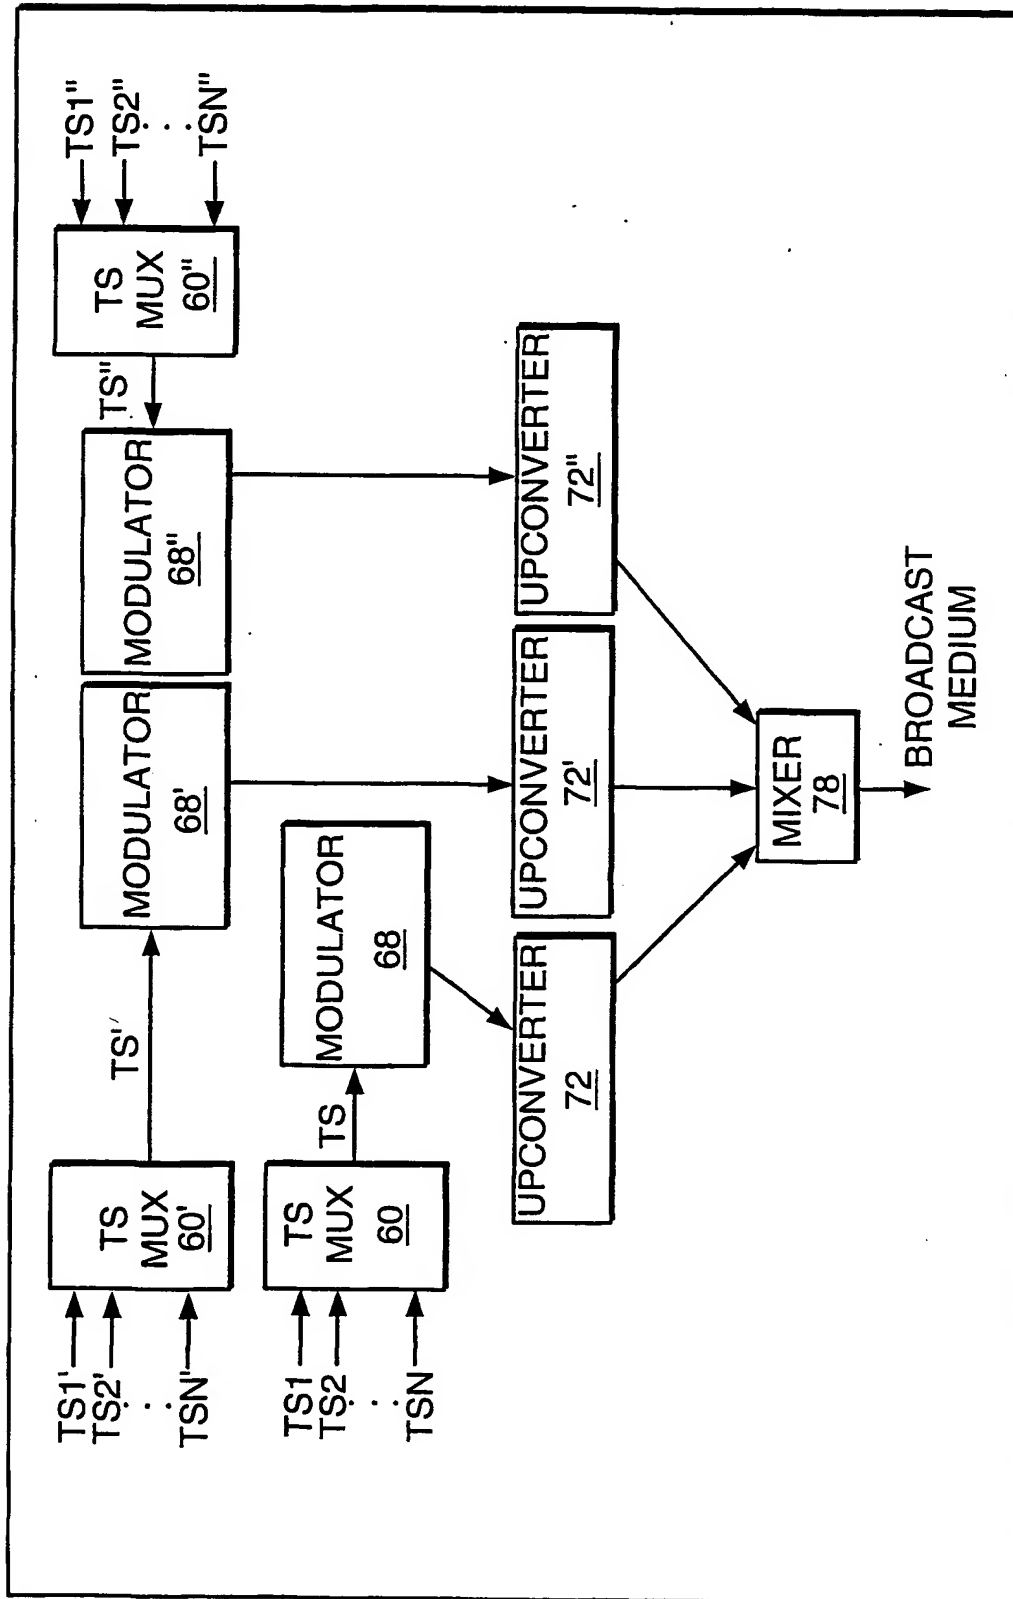 TS1'
TS2'
TSN'
TS
MUX
60'
TS'
MODULATOR
68'
MODULATOR
68"
TS"
TS
MUX
60"
TS1"
TS2"
TSN"
TS1
TS2
TSN
TS
MUX
60
TS
MODULATOR
68
UPCONVERTER
72
UPCONVERTER
72'
UPCONVERTER
72"
MIXER
78
BROADCAST
MEDIUM